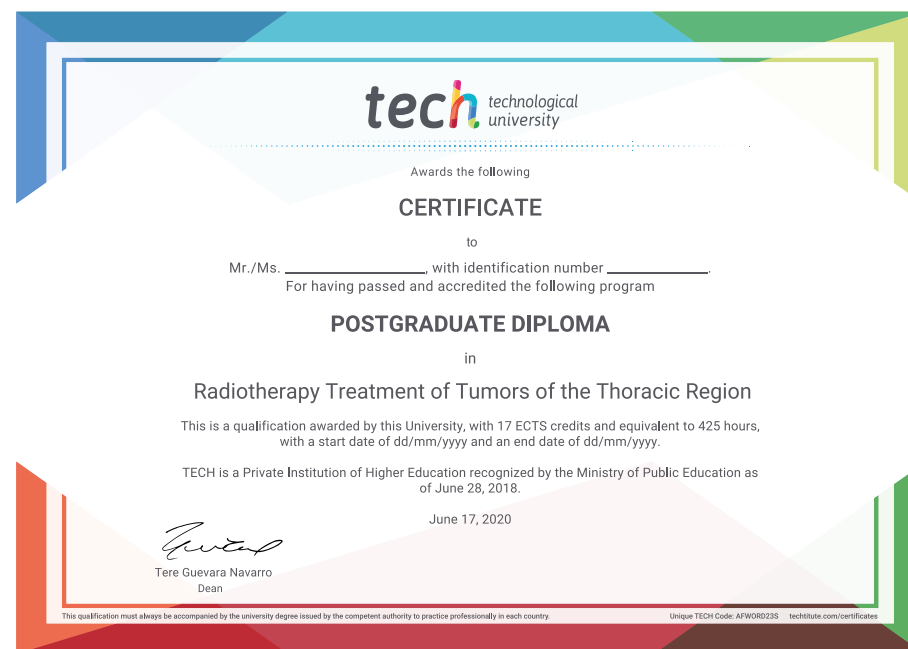 tech technological
university
Awards the following
CERTIFICATE
to
Mr./Ms. ____________________, with identification number _______________.
For having passed and accredited the following program
POSTGRADUATE DIPLOMA
in
Radiotherapy Treatment of Tumors of the Thoracic Region
This is a qualification awarded by this University, with 17 ECTS credits and equivalent to 425 hours,
with a start date of dd/mm/yyyy and an end date of dd/mm/yyyy.
TECH is a Private Institution of Higher Education recognized by the Ministry of Public Education as
of June 28, 2018.
June 17, 2020
Tere Guevara Navarro
Dean
This qualification must always be accompanied by the university degree issued by the competent authority to practice professionally in each country.
Unique TECH Code: AFWORD23S techtitute.com/certificates